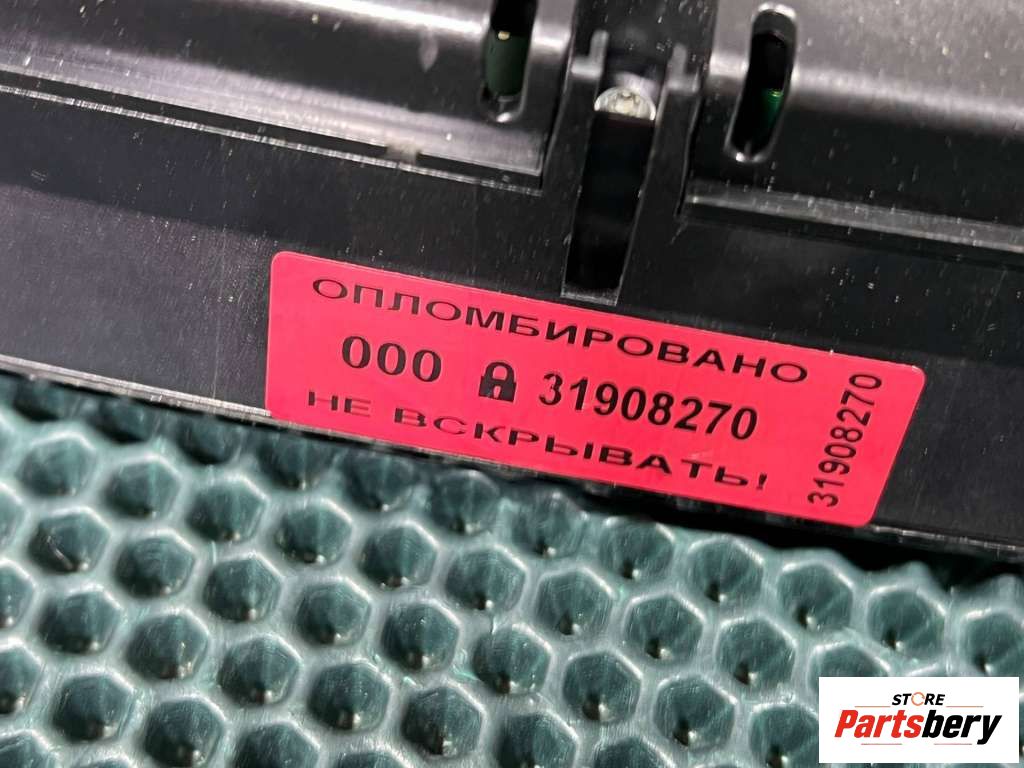 ОПЛОМБИРОВАНО
000 31908270
НЕ ВСКРЫВАТЬ!
31908270
STORE
Partsbery